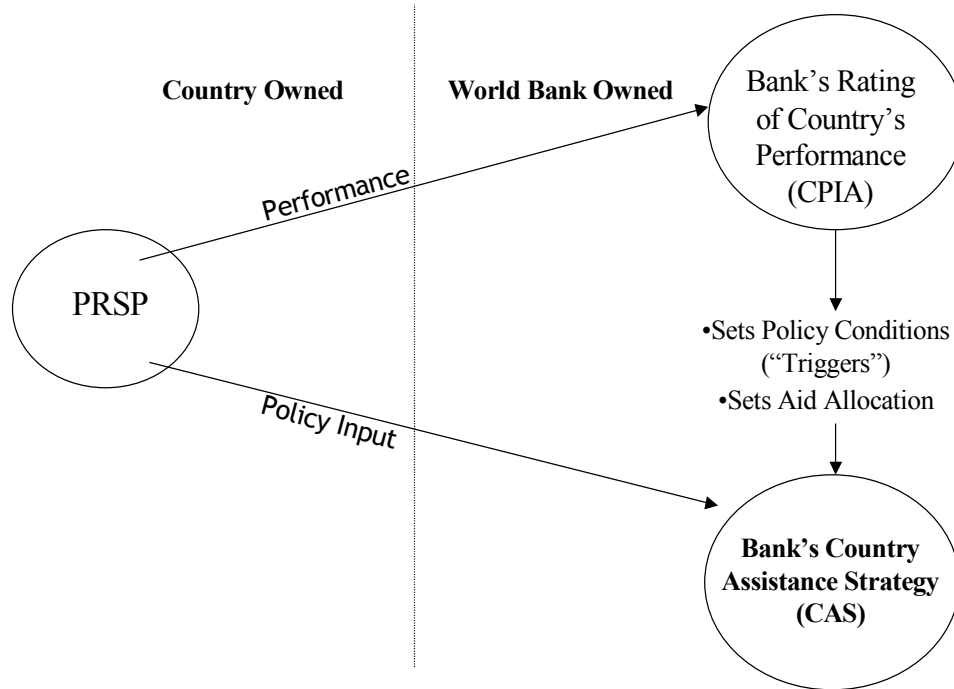 Country Owned
World Bank Owned
Bank’s Rating
of Country’s
Performance
(CPIA)
Performance
PRSP
•Sets Policy Conditions
(“Triggers”)
•Sets Aid Allocation
Policy Input
Bank’s Country
Assistance Strategy
(CAS)